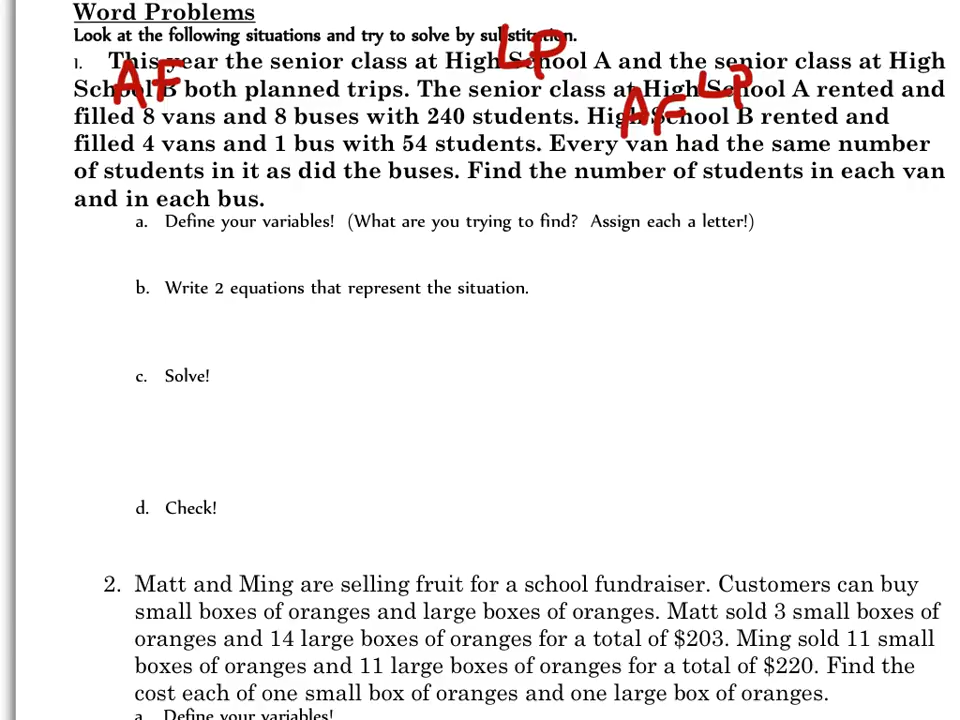 Word Problems
Look at the following situations and try to solve by substitution.
LP
1. This year the senior class at High School A and the senior class at High
AF LP
School B both planned trips. The senior class at High School A rented and
AF
filled 8 vans and 8 buses with 240 students. High School B rented and
filled 4 vans and 1 bus with 54 students. Every van had the same number
of students in it as did the buses. Find the number of students in each van
and in each bus.
a. Define your variables! (What are you trying to find? Assign each a letter!)
b. Write 2 equations that represent the situation.
c. Solve!
d. Check!
2. Matt and Ming are selling fruit for a school fundraiser. Customers can buy
small boxes of oranges and large boxes of oranges. Matt sold 3 small boxes of
oranges and 14 large boxes of oranges for a total of $203. Ming sold 11 small
boxes of oranges and 11 large boxes of oranges for a total of $220. Find the
cost each of one small box of oranges and one large box of oranges.
a. Define your variables!